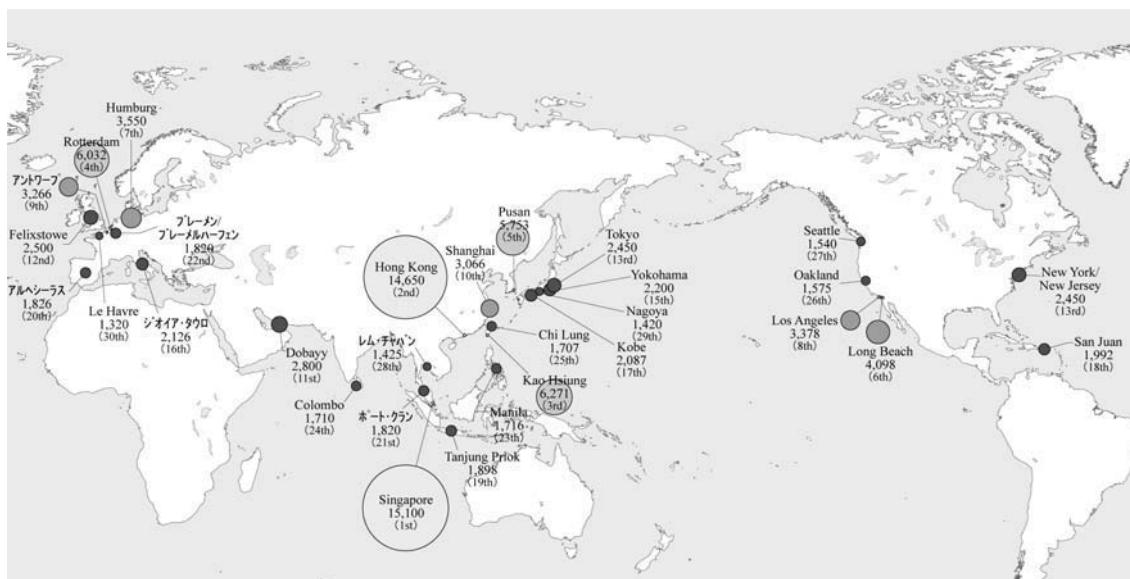 Humburg
3,550
(7th)
Rotterdam
6,032
(4th)
アントワープ
3,266
(9th)
Felixstowe
2,500
(12nd)
ブレーメン/
ブレーメルハーフェン
1,820
(22nd)
アルヘシーラス
1,826
(20th)
Le Havre
1,320
(30th)
ジオイア・タウロ
2,126
(16th)
Dobayy
2,800
(11st)
Colombo
1,710
(24th)
Hong Kong
14,650
(2nd)
Shanghai
3,066
(10th)
Pusan
5,753
(5th)
Tokyo
2,450
(13rd)
Yokohama
2,200
(15th)
Nagoya
1,420
(29th)
Kobe
2,087
(17th)
Chi Lung
1,707
(25th)
レム・チャバン
1,425
(28th)
Kao Hsiung
6,271
(3rd)
ポート・クラン
1,820
(21st)
Manila
1,716
(23th)
Tanjung Priok
1,898
(19th)
Singapore
15,100
(1st)
Seattle
1,540
(27th)
Oakland
1,575
(26th)
Los Angeles
3,378
(8th)
Long Beach
4,098
(6th)
New York/
New Jersey
2,450
(13rd)
San Juan
1,992
(18th)